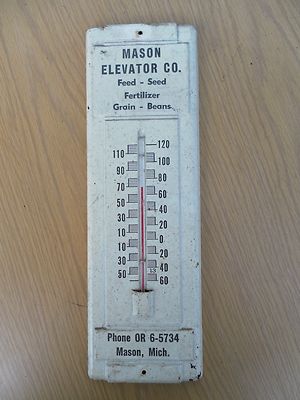 MASON
ELEVATOR CO.
Feed - Seed
Fertilizer
Grain - Beans
120
110
100
90
80
70
60
50
40
30
20
10
0
10
20
30
40
50
60
Phone OR 6-5734
Mason, Mich.